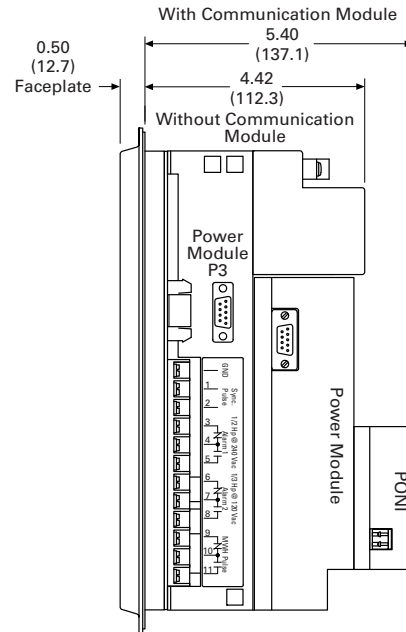 With Communication Module
5.40
(137.1)
0.50
(12.7)
Faceplate
4.42
(112.3)
Without Communication
Module
Power
Module
P3
GND
1
2
3
4
5
6
7
8
9
10
11
Sync.
Pulse
1/2 Hp @ 240 Vac
Alarm 1
1/3 Hp @ 120 Vac
Alarm 2
MWH Pulse
Power Module
PONI